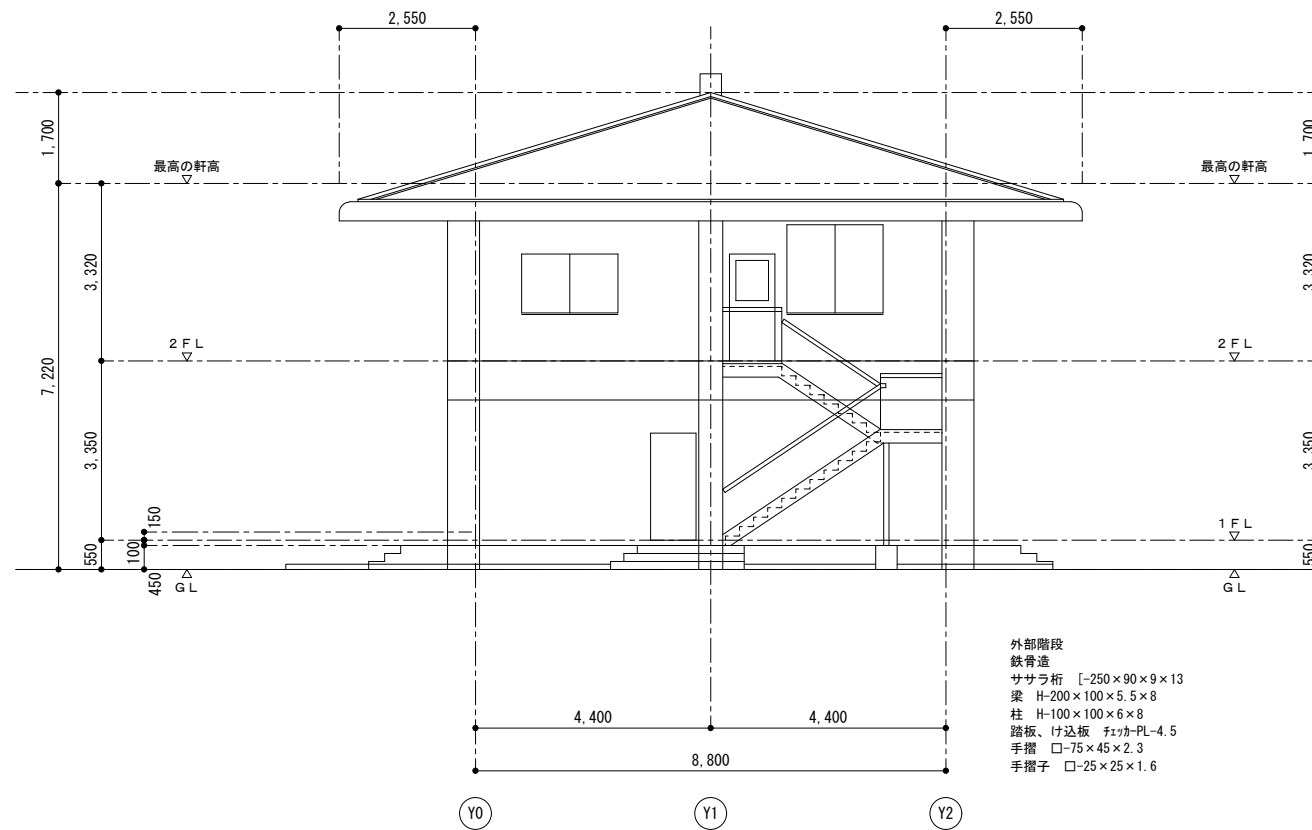 2,550
2,550
1,700
1,700
最高の軒高
最高の軒高
3,320
3,320
2FL
2FL
7,220
3,350
3,350
150
1FL
550
100
550
450
GL
GL
外部階段
鉄骨造
ササラ桁 [-250×90×9×13
梁 H-200×100×5.5×8
柱 H-100×100×6×8
踏板、け込板 チェッカ-PL-4.5
手摺 口-75×45×2.3
手摺子 口-25×25×1.6
4,400
4,400
8,800
Y0
Y1
Y2